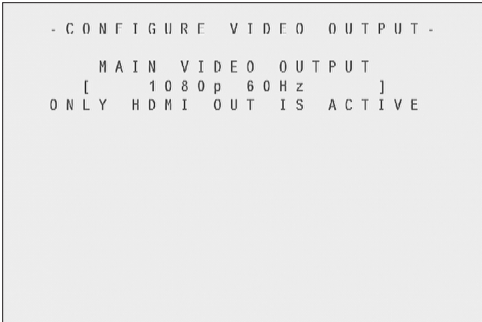 -CONFIGURE VIDEO OUTPUT-
MAIN VIDEO OUTPUT
[ 1080p 60Hz ]
ONLY HDMI OUT IS ACTIVE